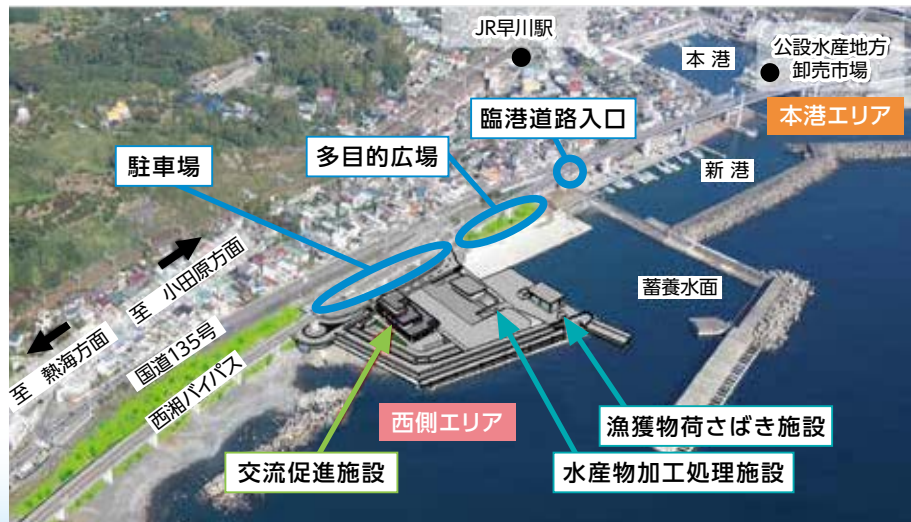 JR早川駅
本 港
公設水産地方
卸売市場
本港エリア
臨港道路入口
多目的広場
駐車場
新 港
至 小田原方面
蓄養水面
至 熱海方面
国道135号
西湘バイパス
西側エリア
漁獲物荷さばき施設
交流促進施設
水産物加工処理施設